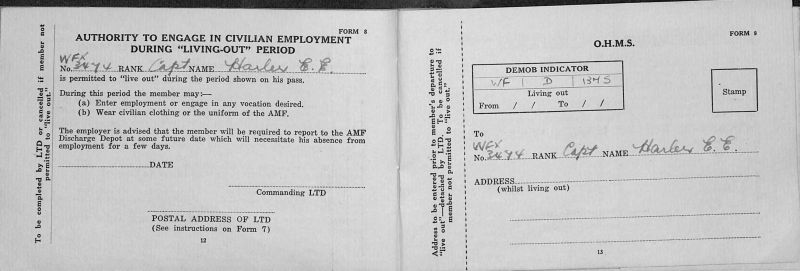 To be completed by LTD or cancelled if member not
permitted to "live out."
FORM 8
AUTHORITY TO ENGAGE IN CIVILIAN EMPLOYMENT
DURING "LIVING-OUT" PERIOD
WFX
No. 3474 RANK Capt NAME Harler E. E.
is permitted to "live out" during the period shown on his pass.
During this period the member may:—
(a) Enter employment or engage in any vocation desired.
(b) Wear civilian clothing or the uniform of the AMF.
The employer is advised that the member will be required to report to the AMF
Discharge Depot at some future date which will necessitate his absence from
employment for a few days.
DATE
Commanding LTD
POSTAL ADDRESS OF LTD
(See instructions on Form 7)
12
Address to be entered prior to member's departure to
"live out"—detached by LTD. To be cancelled if
member not permitted to "live out."
FORM 9
O.H.M.S.
DEMOB INDICATOR
WF D 134S
Living out
From / / To / /
Stamp
To
WFX
No. 3474 RANK Capt NAME Harler E. E.
ADDRESS
(whilst living out)
13